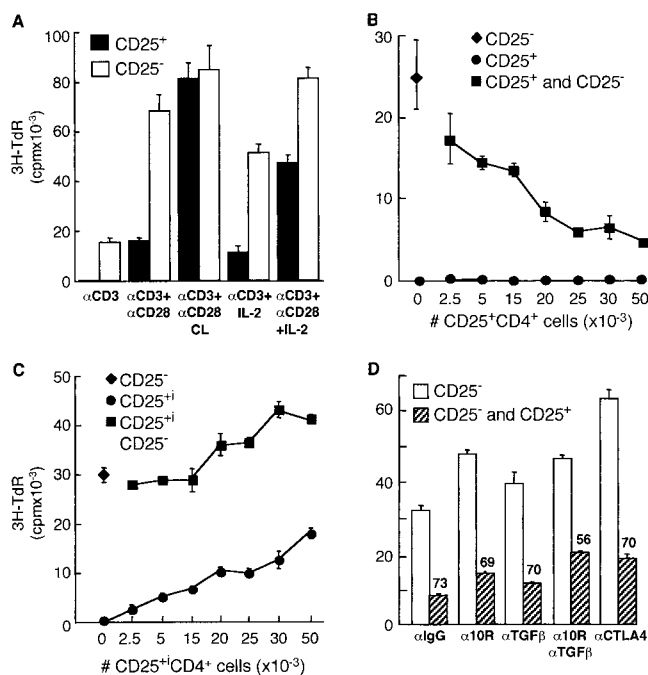 A
CD25+
CD25-
3H-TdR
(cpmx10-3)
100
80
60
40
20
0
αCD3
αCD3+
αCD28
αCD3+
αCD28
CL
αCD3+
IL-2
αCD3+
αCD28
+IL-2
B
CD25-
CD25+
CD25+ and CD25-
30
20
10
0
0 2.5 5 15 20 25 30 50
# CD25+CD4+ cells (x10-3)
C
CD25-
CD25+i
CD25+i
CD25-
3H-TdR
(cpmx10-3)
50
40
30
20
10
0
0 2.5 5 15 20 25 30 50
# CD25+iCD4+ cells (x10-3)
D
CD25-
CD25- and CD25+
60
40
20
0
73
69
70
56
70
αIgG
α10R
αTGFβ
α10R
αTGFβ
αCTLA4